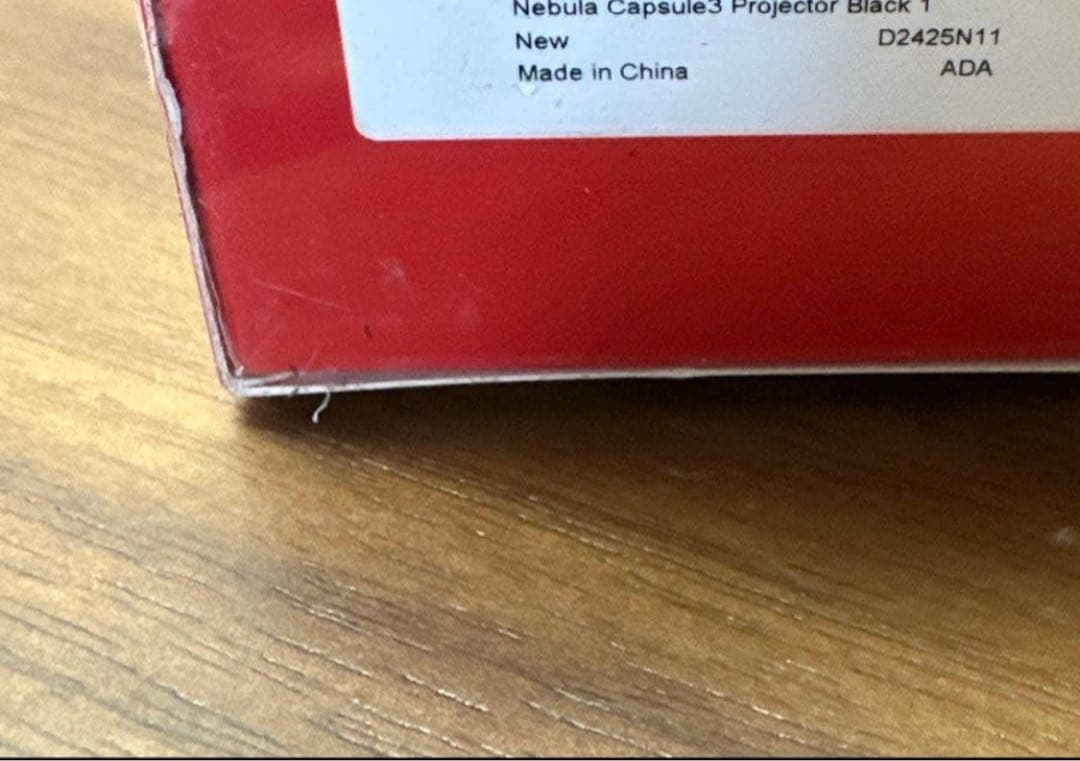 Nebula Capsule3 Projector Black 1
New D2425N11
Made in China ADA